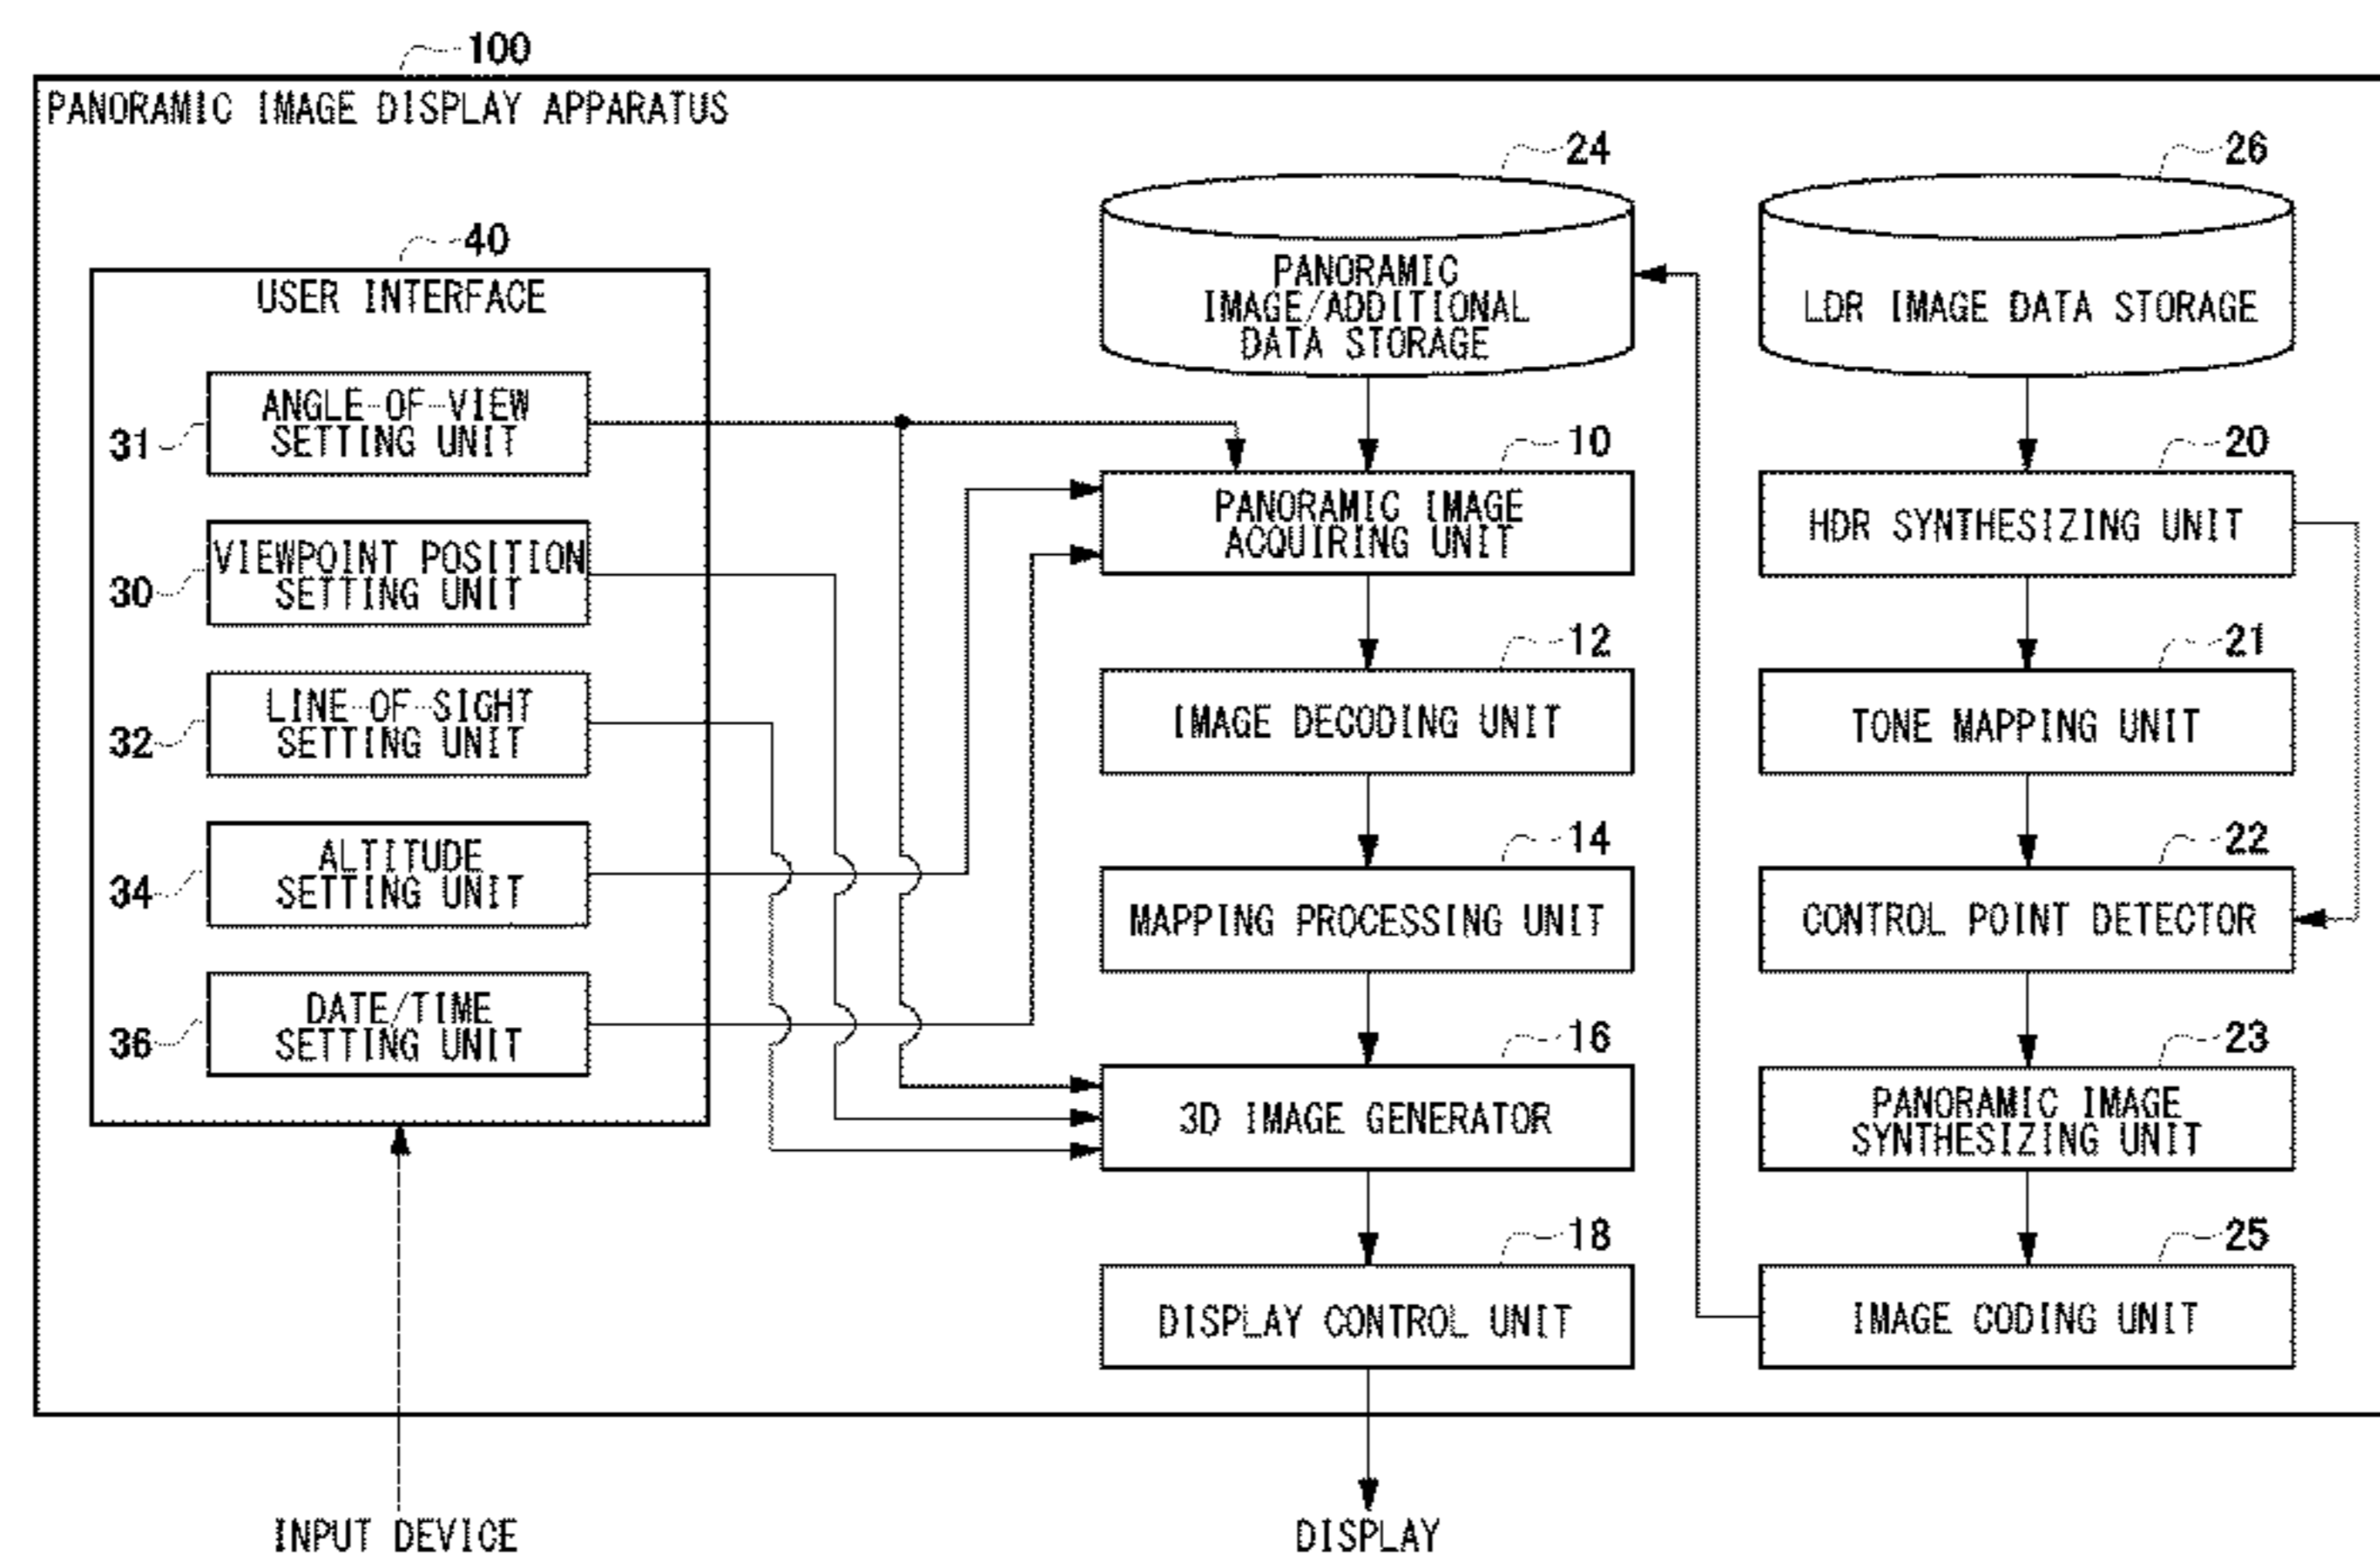 100
PANORAMIC IMAGE DISPLAY APPARATUS
40
USER INTERFACE
31
ANGLE-OF-VIEW
SETTING UNIT
30
VIEWPOINT POSITION
SETTING UNIT
32
LINE-OF-SIGHT
SETTING UNIT
34
ALTITUDE
SETTING UNIT
36
DATE/TIME
SETTING UNIT
INPUT DEVICE
24
PANORAMIC
IMAGE/ADDITIONAL
DATA STORAGE
10
PANORAMIC IMAGE
ACQUIRING UNIT
12
IMAGE DECODING UNIT
14
MAPPING PROCESSING UNIT
16
3D IMAGE GENERATOR
18
DISPLAY CONTROL UNIT
DISPLAY
26
LDR IMAGE DATA STORAGE
20
HDR SYNTHESIZING UNIT
21
TONE MAPPING UNIT
22
CONTROL POINT DETECTOR
23
PANORAMIC IMAGE
SYNTHESIZING UNIT
25
IMAGE CODING UNIT